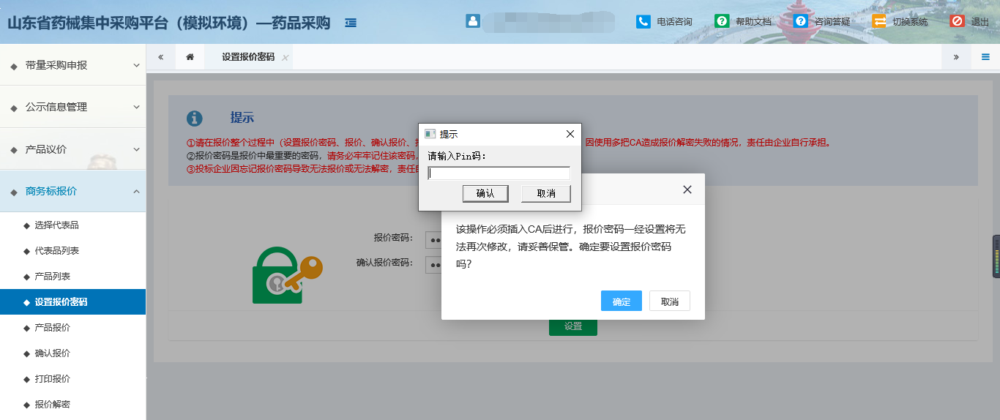 山东省药械集中采购平台（模拟环境）—药品采购
电话咨询
帮助文档
咨询答疑
切换系统
退出
设置报价密码
带量采购申报
公示信息管理
产品议价
商务标报价
选择代表品
代表品列表
产品列表
设置报价密码
产品报价
确认报价
打印报价
报价解密
提示
①请在报价整个过程中（设置报价密码、报价、确认报价、
因使用多把CA造成报价解密失败的情况，责任由企业自行承担。
②报价密码是报价中最重要的密码，请务必牢牢记住该密码，
③投标企业因忘记报价密码导致无法报价或无法解密，责任
提示
请输入Pin码：
确认
取消
报价密码：
确认报价密码：
该操作必须插入CA后进行，报价密码一经设置将无
法再次修改，请妥善保管。确定要设置报价密码
吗?
确定
取消
设置